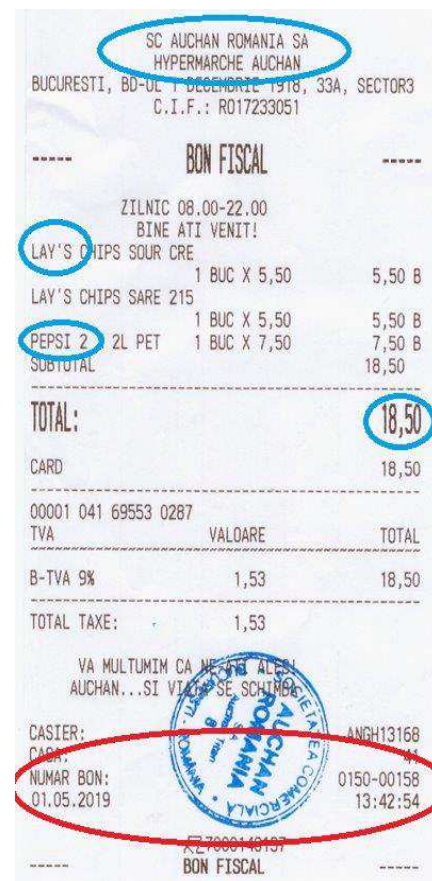 SC AUCHAN ROMANIA SA
HYPERMARCHE AUCHAN
BUCURESTI, BD-UL 1 DECEMBRIE 1918, 33A, SECTOR3
C.I.F.: RO17233051
----- BON FISCAL -----
ZILNIC 08.00-22.00
BINE ATI VENIT!
LAY'S CHIPS SOUR CRE
1 BUC X 5,50 5,50 B
LAY'S CHIPS SARE 215
1 BUC X 5,50 5,50 B
PEPSI 2 2L PET 1 BUC X 7,50 7,50 B
SUBTOTAL 18,50
TOTAL: 18,50
CARD 18,50
00001 041 69553 0287
TVA VALOARE TOTAL
B-TVA 9% 1,53 18,50
TOTAL TAXE: 1,53
VA MULTUMIM CA NE ATI ALES!
AUCHAN...SI VIATA SE SCHIMBA
SOCIETATEA COMERCIALA
AUCHAN
ROMANIA
BUCURESTI - ROMANIA
CASIER: ANGH13168
CASA: 41
NUMAR BON: 0150-00158
01.05.2019 13:42:54
----- BON FISCAL -----